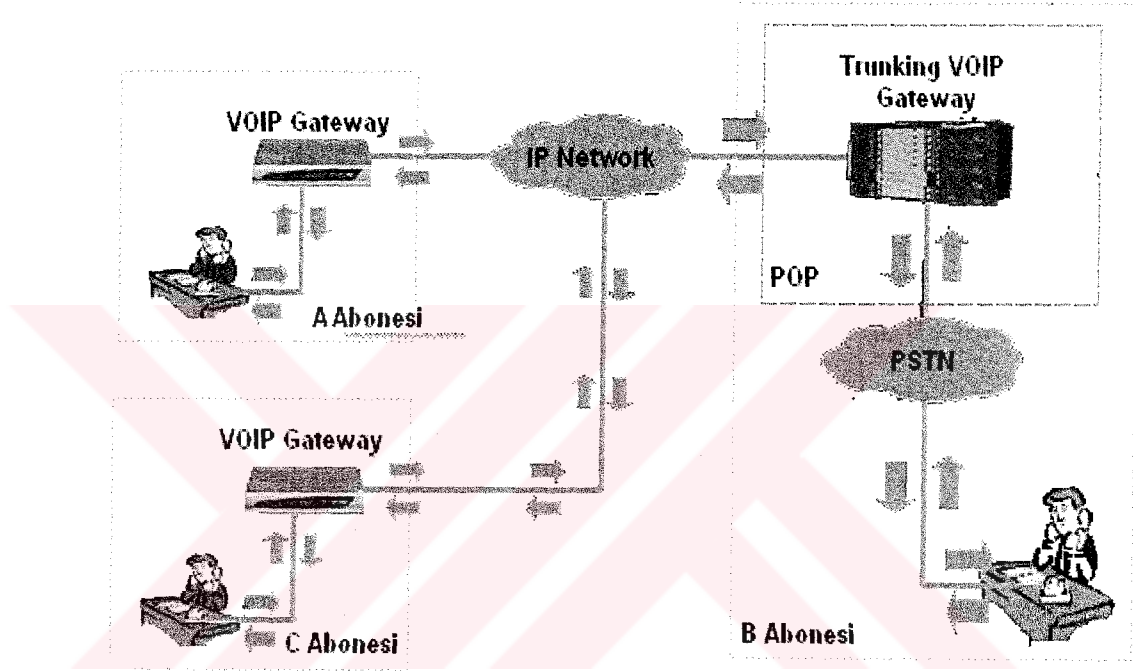 Trunking VOIP
Gateway
VOIP Gateway
IP Network
POP
A Abonesi
PSTN
VOIP Gateway
C Abonesi
B Abonesi